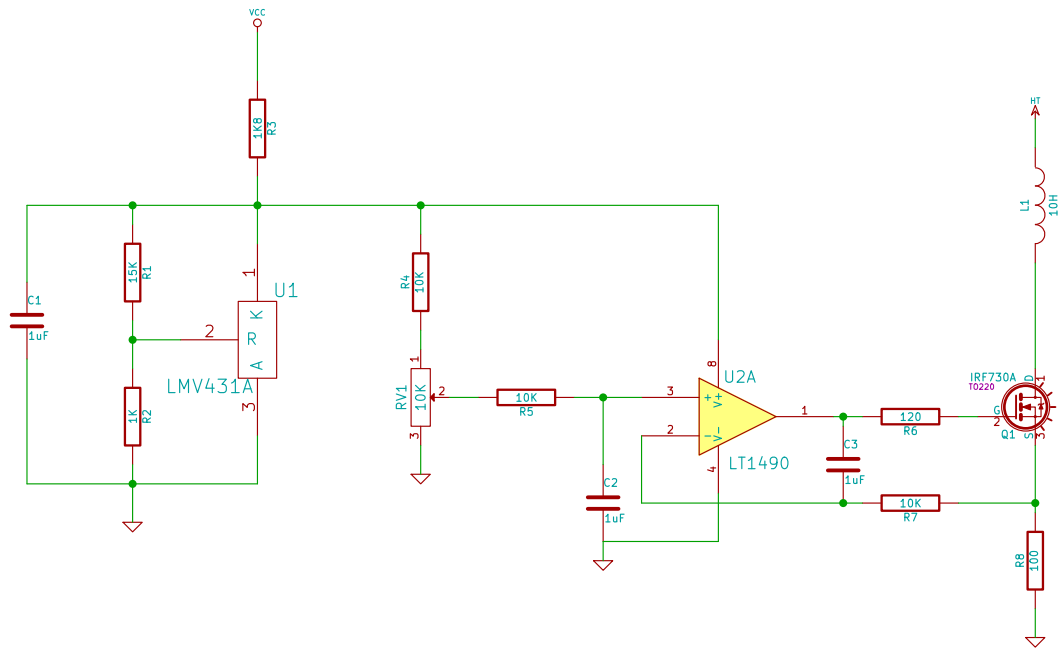 VCC
1K8
R3
HT
L1
10H
C1
1uF
15K
R1
1
U1
K
2
R
A
LMV431A
3
1K
R2
R4
10K
1
RV1
10K
2
3
10K
R5
C2
1uF
8
U2A
3
+
V+
1
2
-
V-
4
LT1490
C3
1uF
120
R6
10K
R7
IRF730A
TO220
D
1
G
2
Q1
S
3
R8
100